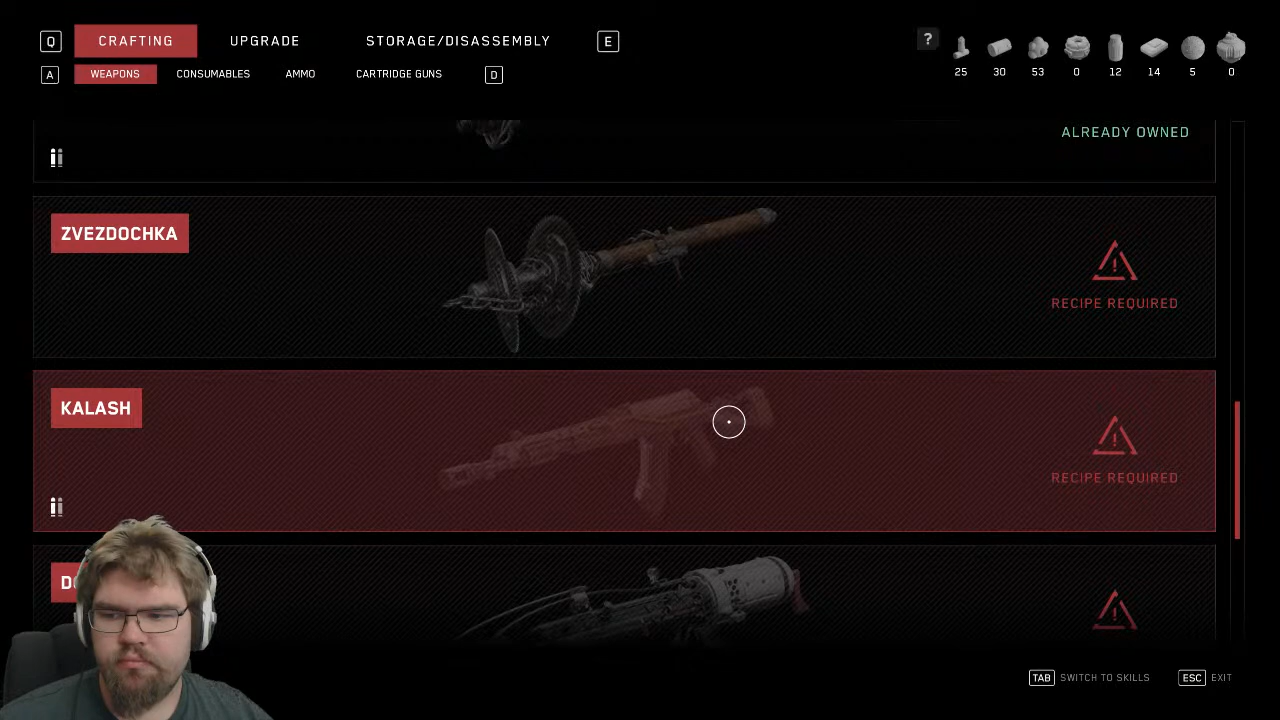 Q CRAFTING UPGRADE STORAGE/DISASSEMBLY E ?
A WEAPONS CONSUMABLES AMMO CARTRIDGE GUNS D
25 30 53 0 12 14 5 0
ALREADY OWNED
ZVEZDOCHKA
RECIPE REQUIRED
KALASH
RECIPE REQUIRED
TAB SWITCH TO SKILLS ESC EXIT